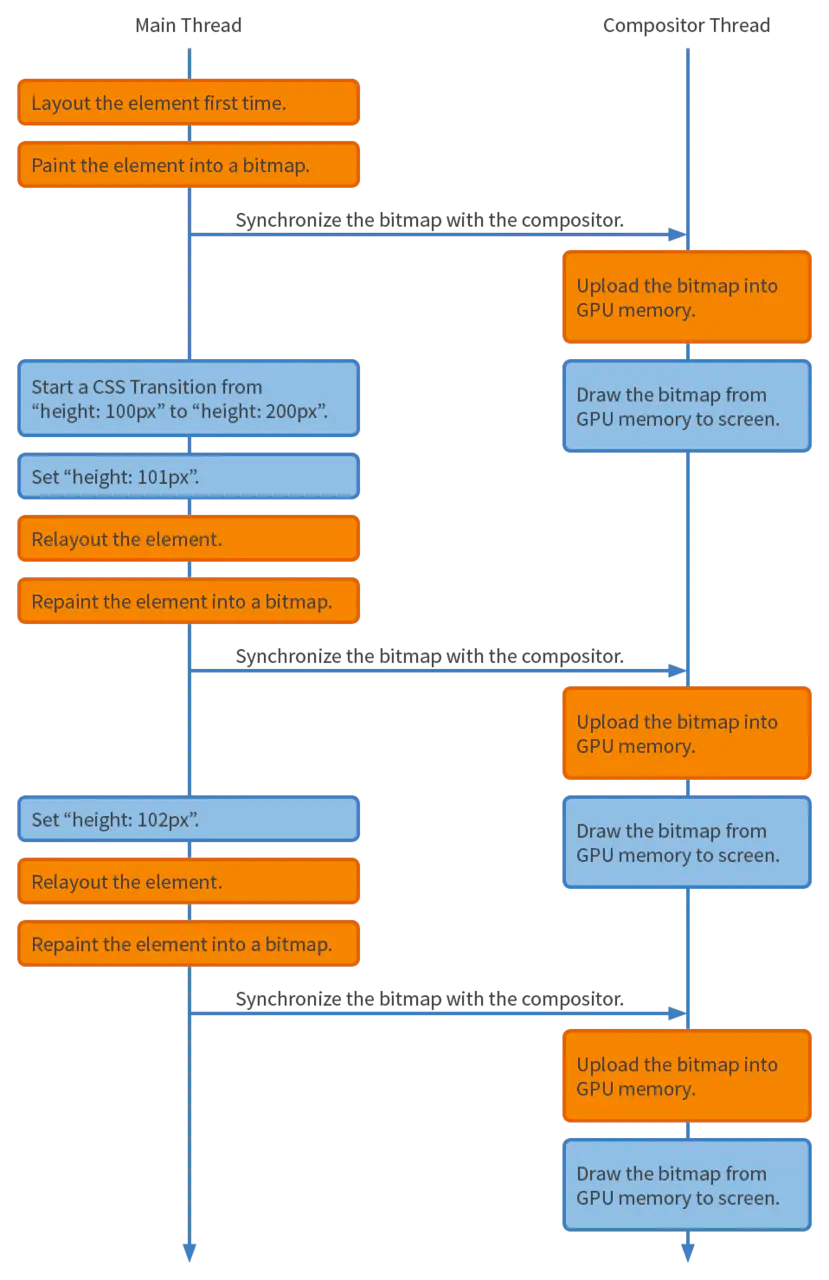 Main Thread
Compositor Thread
Layout the element first time.
Paint the element into a bitmap.
Synchronize the bitmap with the compositor.
Upload the bitmap into
GPU memory.
Start a CSS Transition from
“height: 100px” to “height: 200px”.
Draw the bitmap from
GPU memory to screen.
Set “height: 101px”.
Relayout the element.
Repaint the element into a bitmap.
Synchronize the bitmap with the compositor.
Upload the bitmap into
GPU memory.
Set “height: 102px”.
Draw the bitmap from
GPU memory to screen.
Relayout the element.
Repaint the element into a bitmap.
Synchronize the bitmap with the compositor.
Upload the bitmap into
GPU memory.
Draw the bitmap from
GPU memory to screen.